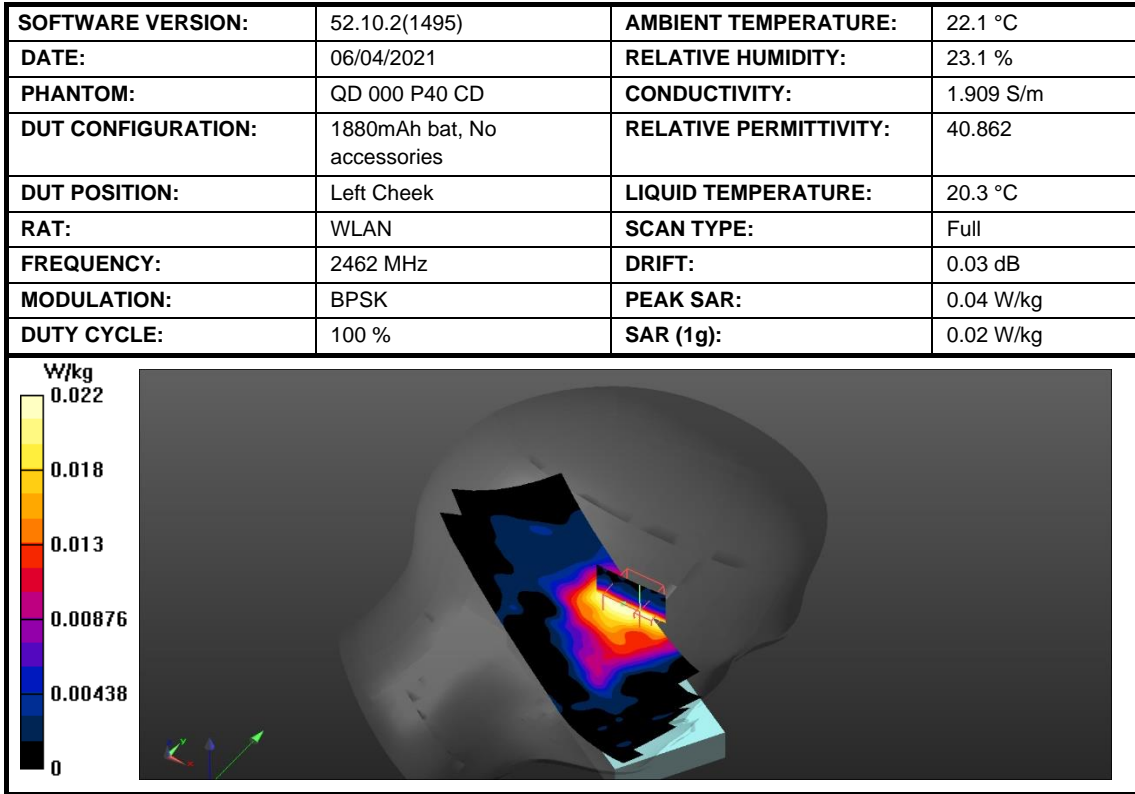 SOFTWARE VERSION: 52.10.2(1495) AMBIENT TEMPERATURE: 22.1 °C
DATE: 06/04/2021 RELATIVE HUMIDITY: 23.1 %
PHANTOM: QD 000 P40 CD CONDUCTIVITY: 1.909 S/m
DUT CONFIGURATION: 1880mAh bat, No RELATIVE PERMITTIVITY: 40.862
accessories
DUT POSITION: Left Cheek LIQUID TEMPERATURE: 20.3 °C
RAT: WLAN SCAN TYPE: Full
FREQUENCY: 2462 MHz DRIFT: 0.03 dB
MODULATION: BPSK PEAK SAR: 0.04 W/kg
DUTY CYCLE: 100 % SAR (1g): 0.02 W/kg
W/kg
0.022
0.018
0.013
0.00876
0.00438
0
y
x